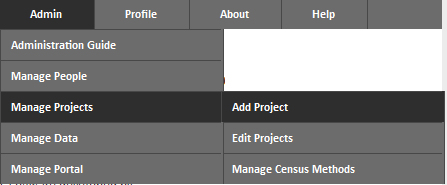 Admin Profile About Help
Administration Guide
Manage People
Manage Projects Add Project
Manage Data Edit Projects
Manage Portal Manage Census Methods